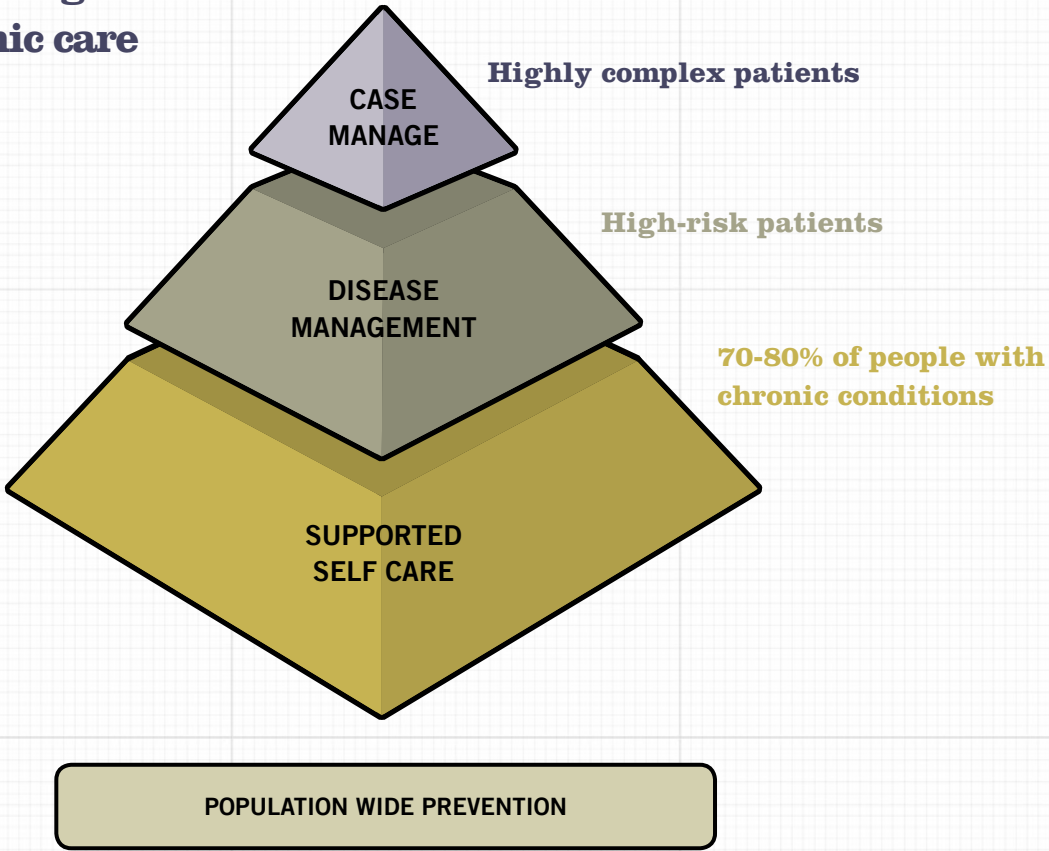 care
CASE
MANAGE
Highly complex patients
High-risk patients
DISEASE
MANAGEMENT
70-80% of people with
chronic conditions
SUPPORTED
SELF CARE
POPULATION WIDE PREVENTION